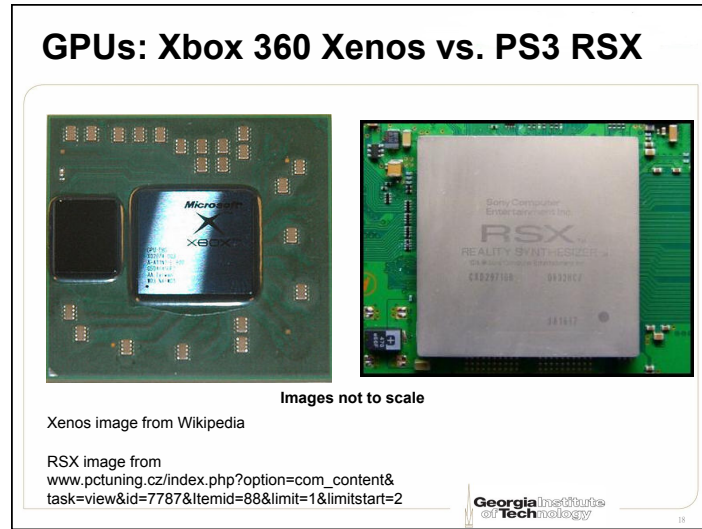 GPUs: Xbox 360 Xenos vs. PS3 RSX
Microsoft
XBOX
Sony Computer
Entertainment Inc.
RSX
REALITY SYNTHESIZER
Images not to scale
Xenos image from Wikipedia
RSX image from
www.pctuning.cz/index.php?option=com_content&
task=view&id=7787&Itemid=88&limit=1&limitstart=2
Georgia Institute
of Technology
18